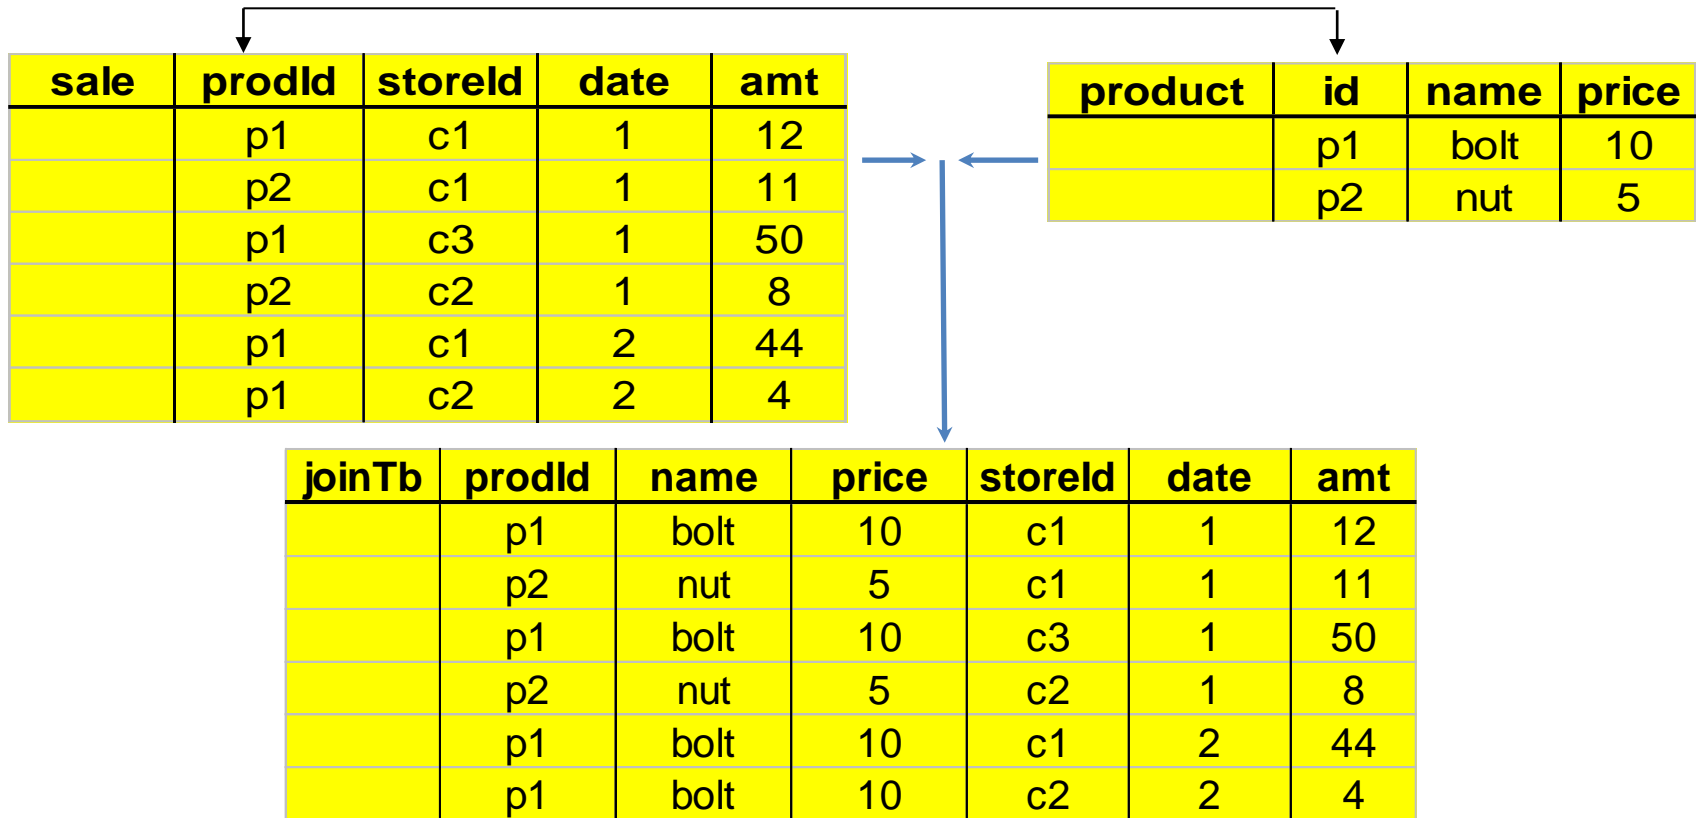 sale prodId storeId date amt
p1 c1 1 12
p2 c1 1 11
p1 c3 1 50
p2 c2 1 8
p1 c1 2 44
p1 c2 2 4
product id name price
p1 bolt 10
p2 nut 5
joinTb prodId name price storeId date amt
p1 bolt 10 c1 1 12
p2 nut 5 c1 1 11
p1 bolt 10 c3 1 50
p2 nut 5 c2 1 8
p1 bolt 10 c1 2 44
p1 bolt 10 c2 2 4